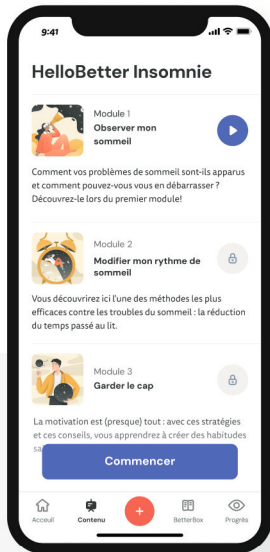 9:41
HelloBetter Insomnie
Module 1
Observer mon
sommeil
Comment vos problèmes de sommeil sont-ils apparus
et comment pouvez-vous vous en débarrasser ?
Découvrez-le lors du premier module!
Module 2
Modifier mon rythme de
sommeil
Vous découvrirez ici l'une des méthodes les plus
efficaces contre les troubles du sommeil : la réduction
du temps passé au lit.
Module 3
Garder le cap
La motivation est (presque) tout : avec ces stratégies
et ces conseils, vous apprendrez à créer des habitudes
Commencer
Acceuil
Contenu
BetterBox
Progrès